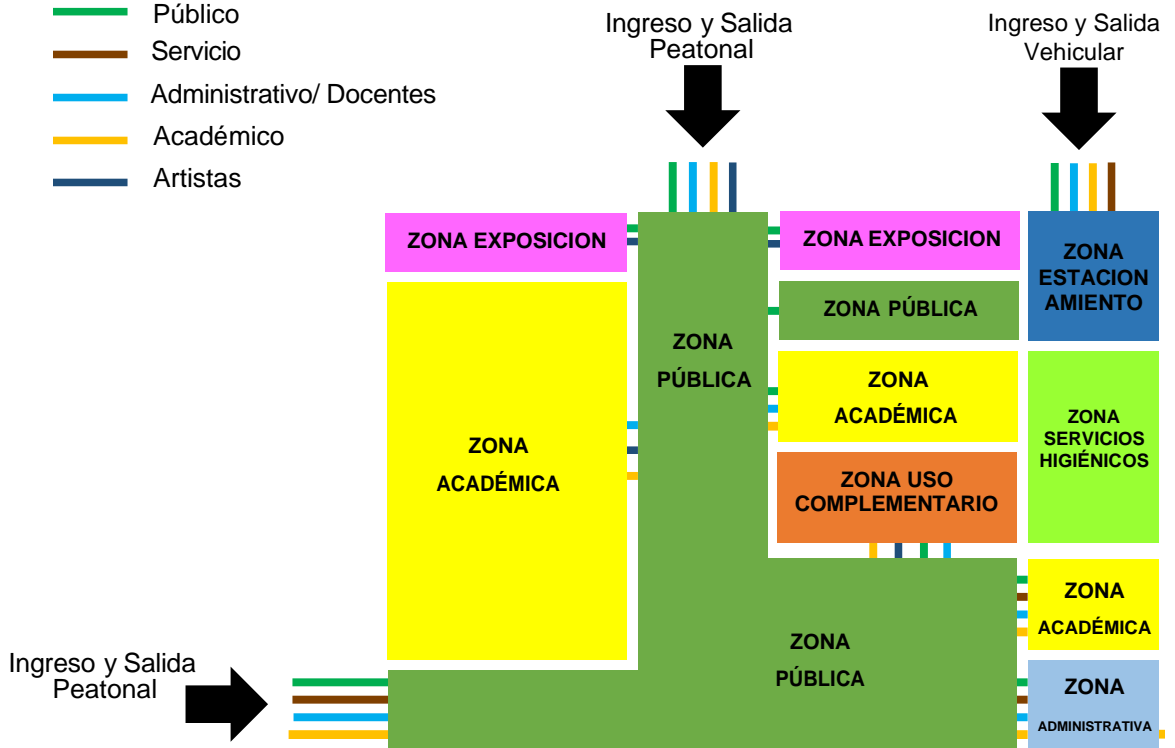 Público
Servicio
Administrativo/ Docentes
Académico
Artistas
Ingreso y Salida
Peatonal
Ingreso y Salida
Vehicular
ZONA EXPOSICION
ZONA EXPOSICION
ZONA
ESTACION
AMIENTO
ZONA PÚBLICA
ZONA
PÚBLICA
ZONA
ACADÉMICA
ZONA
SERVICIOS
HIGIÉNICOS
ZONA
ACADÉMICA
ZONA USO
COMPLEMENTARIO
ZONA
ACADÉMICA
ZONA
PÚBLICA
Ingreso y Salida
Peatonal
ZONA
ADMINISTRATIVA